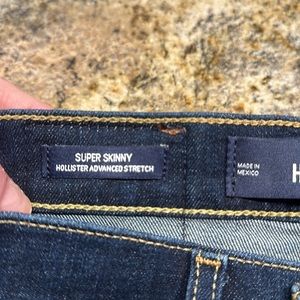 SUPER SKINNY
HOLLISTER ADVANCED STRETCH
MADE IN
MEXICO
H